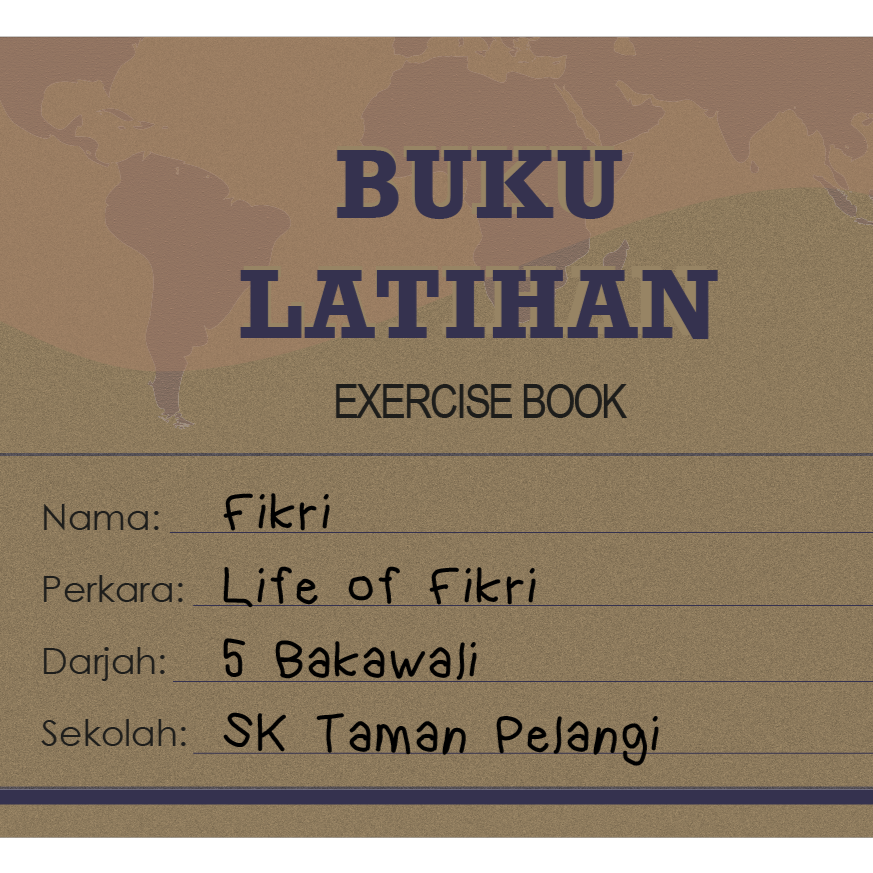 BUKU
LATIHAN
EXERCISE BOOK
Nama: Fikri
Perkara: Life of Fikri
Darjah: 5 Bakawali
Sekolah: SK Taman Pelangi